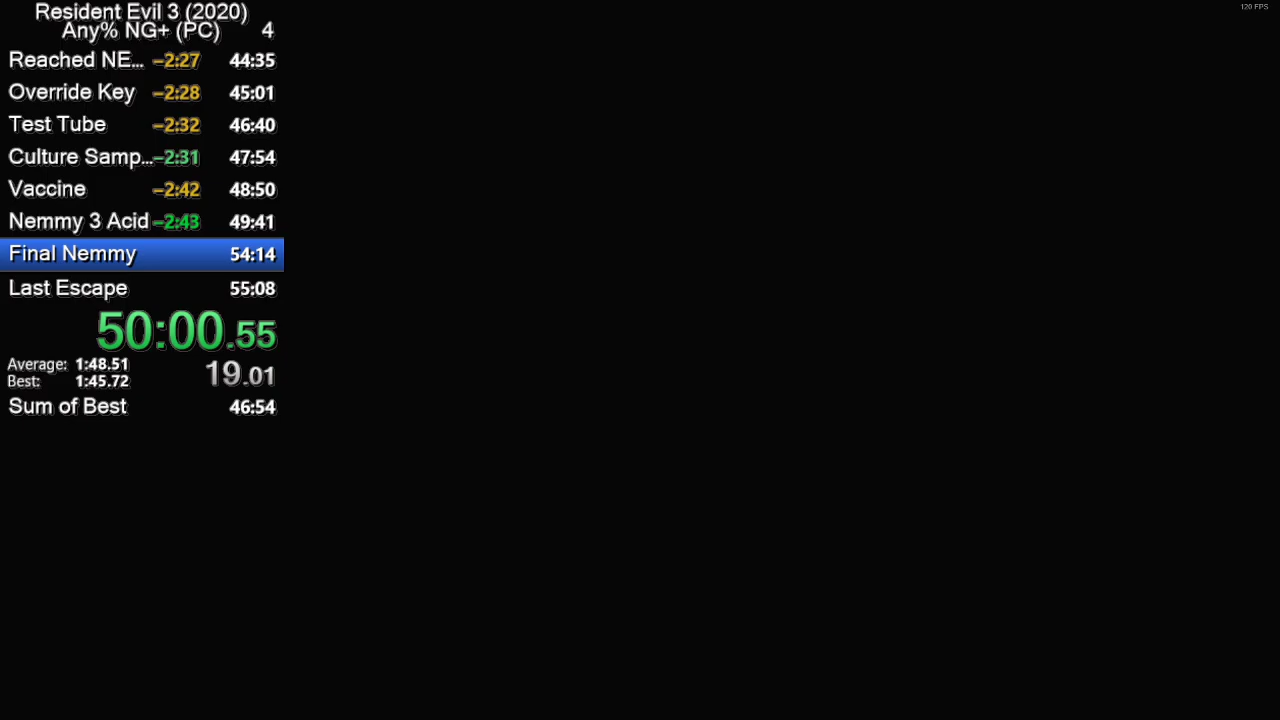 120 FPS
Resident Evil 3 (2020)
Any% NG+ (PC) 4
Reached NE... −2:27 44:35
Override Key −2:28 45:01
Test Tube −2:32 46:40
Culture Samp... −2:31 47:54
Vaccine −2:42 48:50
Nemmy 3 Acid −2:43 49:41
Final Nemmy 54:14
Last Escape 55:08
50:00.55
Average: 1:48.51
Best: 1:45.72
19.01
Sum of Best 46:54